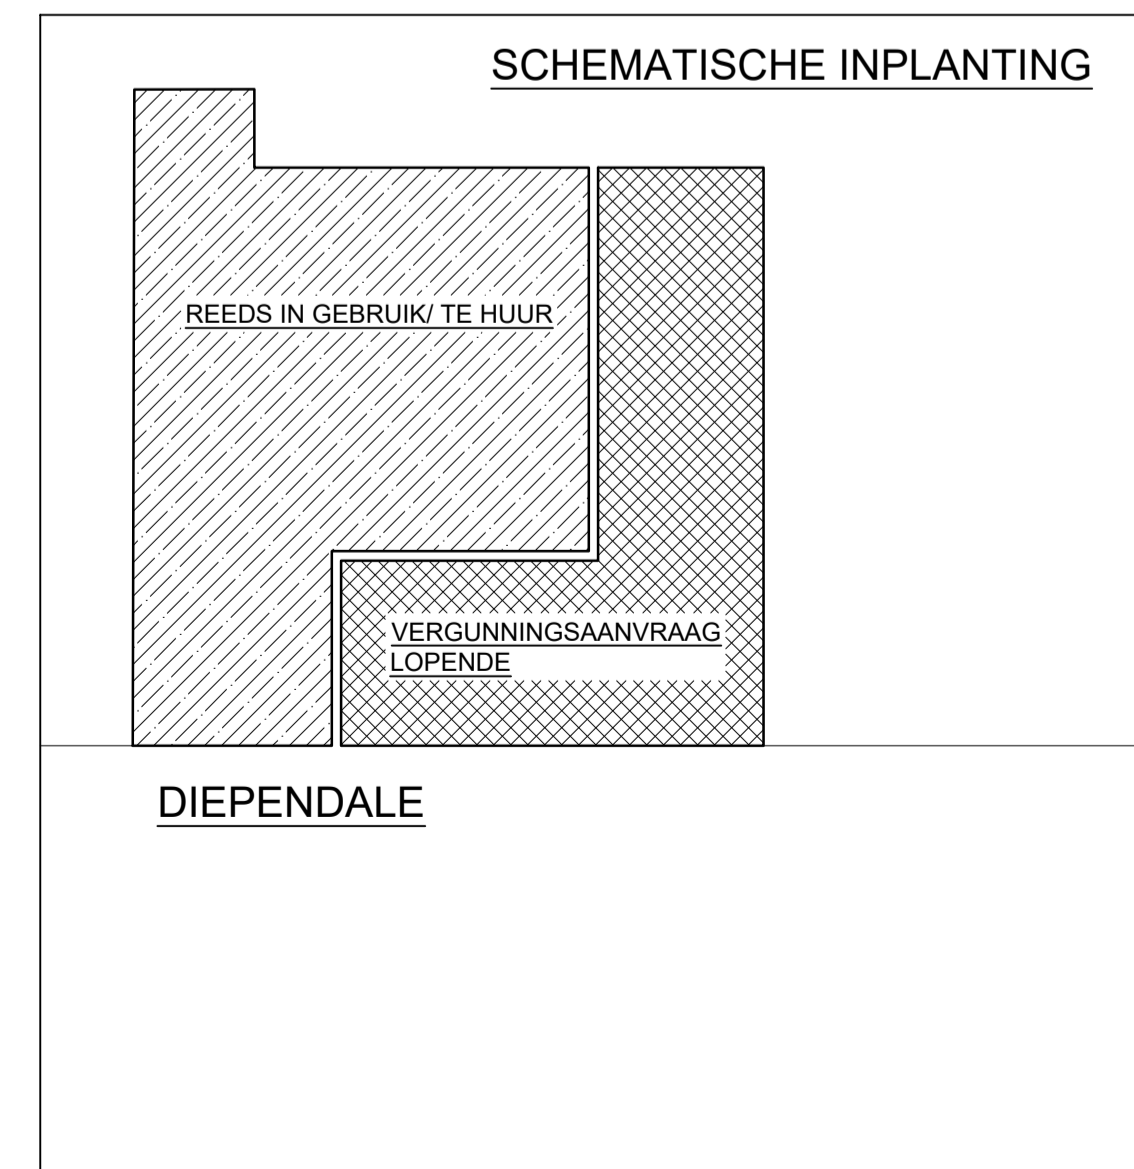 SCHEMATISCHE INPLANTING
REEDS IN GEBRUIK/ TE HUUR
VERGUNNINGSAANVRAAG
LOPENDE
DIEPENDALE